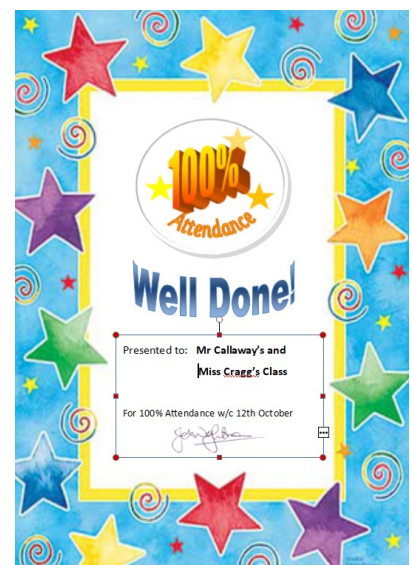 100%
Attendance
Well Done!
Presented to: Mr Callaway's and
Miss Cragg's Class
For 100% Attendance w/c 12th October